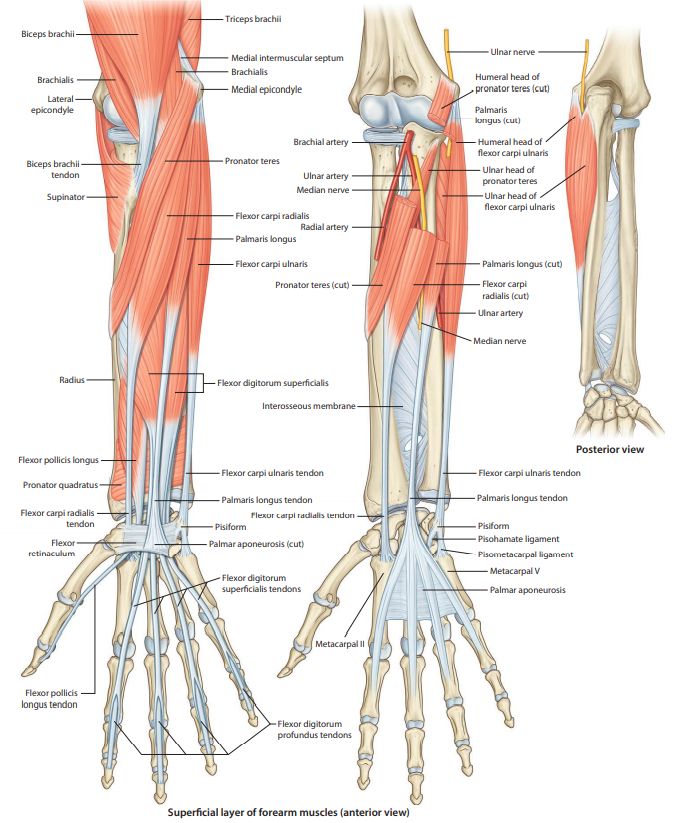 Triceps brachii
Biceps brachii
Medial intermuscular septum
Brachialis
Brachialis
Medial epicondyle
Lateral
epicondyle
Biceps brachii
tendon
Pronator teres
Supinator
Flexor carpi radialis
Palmaris longus
Flexor carpi ulnaris
Radius
Flexor digitorum superficialis
Flexor pollicis longus
Pronator quadratus
Flexor carpi ulnaris tendon
Palmaris longus tendon
Flexor carpi radialis
tendon
Pisiform
Flexor
retinaculum
Palmar aponeurosis (cut)
Flexor digitorum
superficialis tendons
Flexor pollicis
longus tendon
Flexor digitorum
profundus tendons
Ulnar nerve
Humeral head of
pronator teres (cut)
Palmaris
longus (cut)
Brachial artery
Humeral head of
flexor carpi ulnaris
Ulnar artery
Ulnar head of
pronator teres
Median nerve
Ulnar head of
flexor carpi ulnaris
Radial artery
Palmaris longus (cut)
Pronator teres (cut)
Flexor carpi
radialis (cut)
Ulnar artery
Median nerve
Interosseous membrane
Posterior view
Flexor carpi ulnaris tendon
Palmaris longus tendon
Flexor carpi radialis tendon
Pisiform
Pisohamate ligament
Pisometacarpal ligament
Metacarpal V
Palmar aponeurosis
Metacarpal II
Superficial layer of forearm muscles (anterior view)